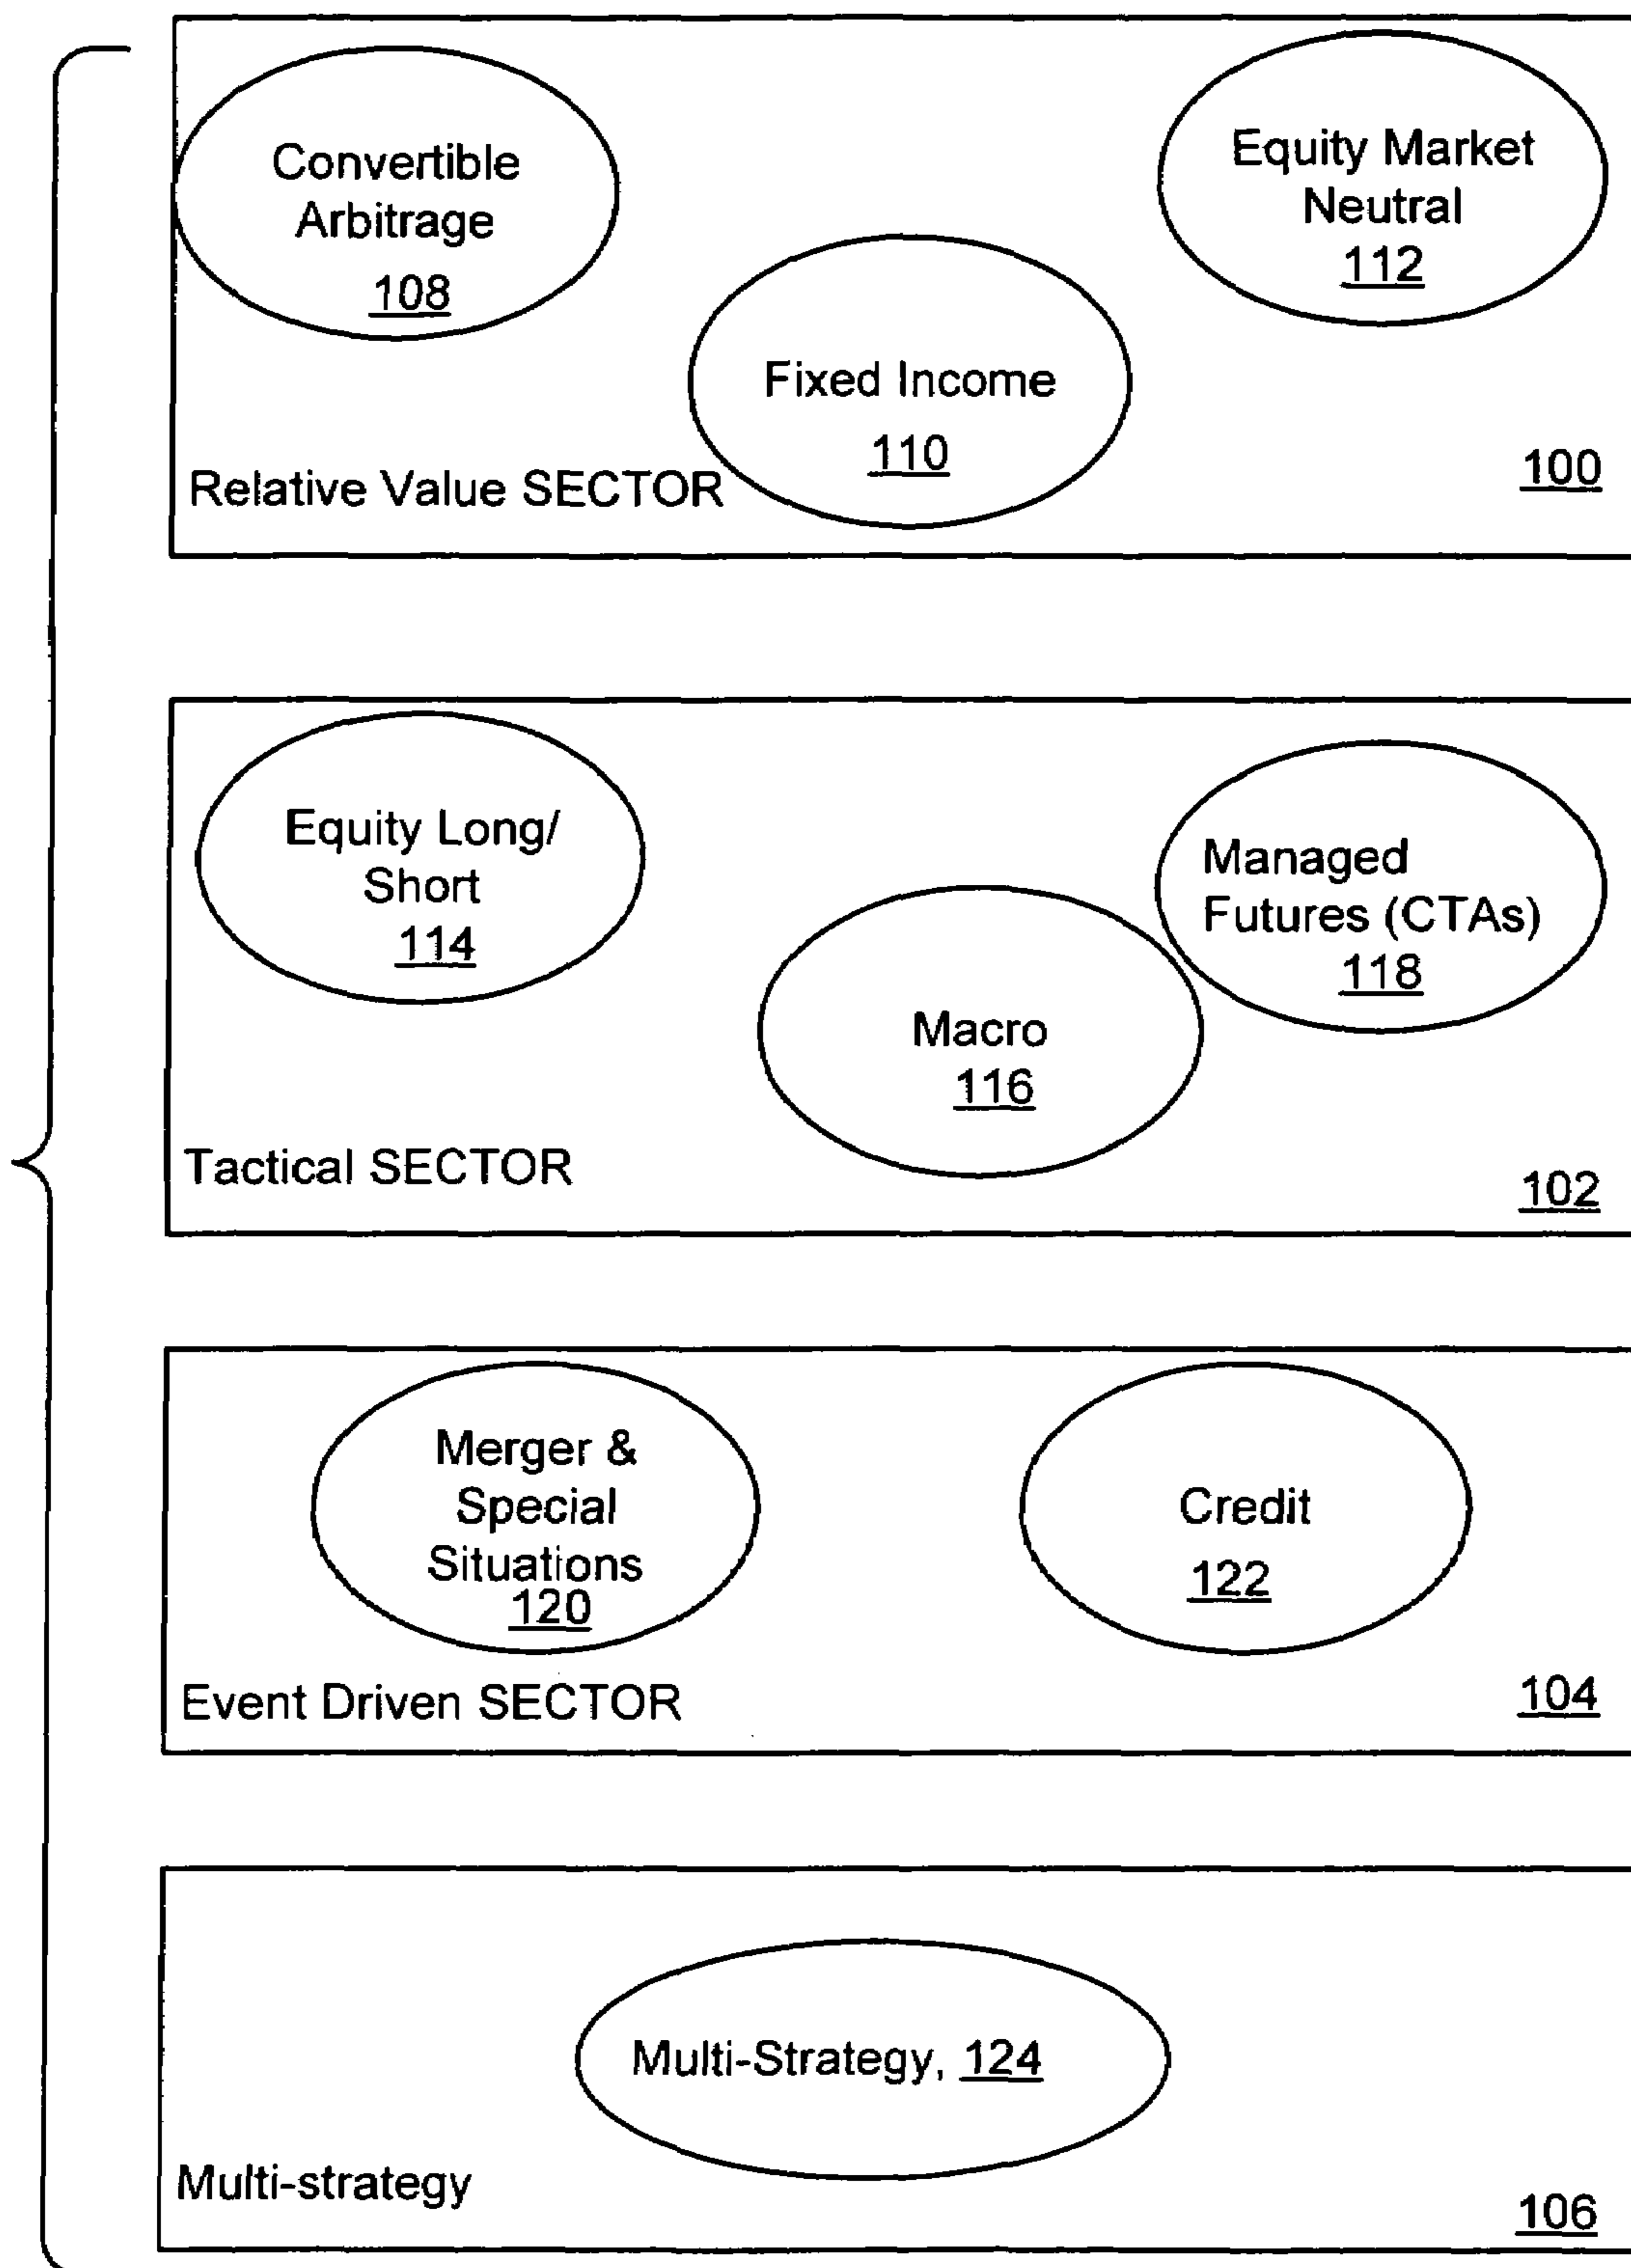 Convertible
Arbitrage
108
Equity Market
Neutral
112
Fixed Income
110
Relative Value SECTOR
100
Equity Long/
Short
114
Managed
Futures (CTAs)
118
Macro
116
Tactical SECTOR
102
Merger &
Special
Situations
120
Credit
122
Event Driven SECTOR
104
Multi-Strategy, 124
Multi-strategy
106